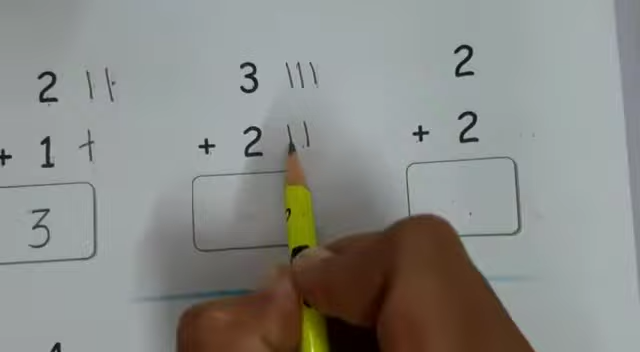 2 || 3 ||| 2
+ 1 + + 2 || + 2
3